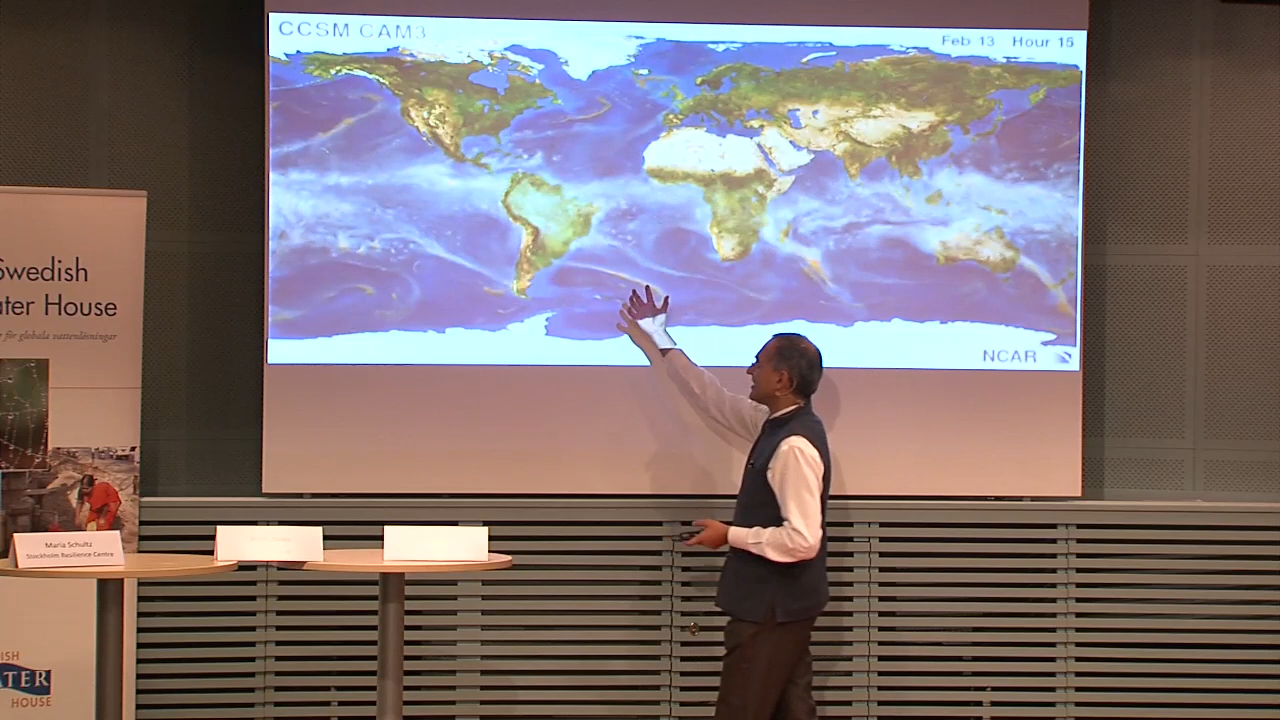 CCSM CAM3
Feb 13 Hour 15
NCAR
Swedish
ater House
r för globala vattenlösningar
Maria Schultz
Stockholm Resilience Centre
ISH
ATER
HOUSE